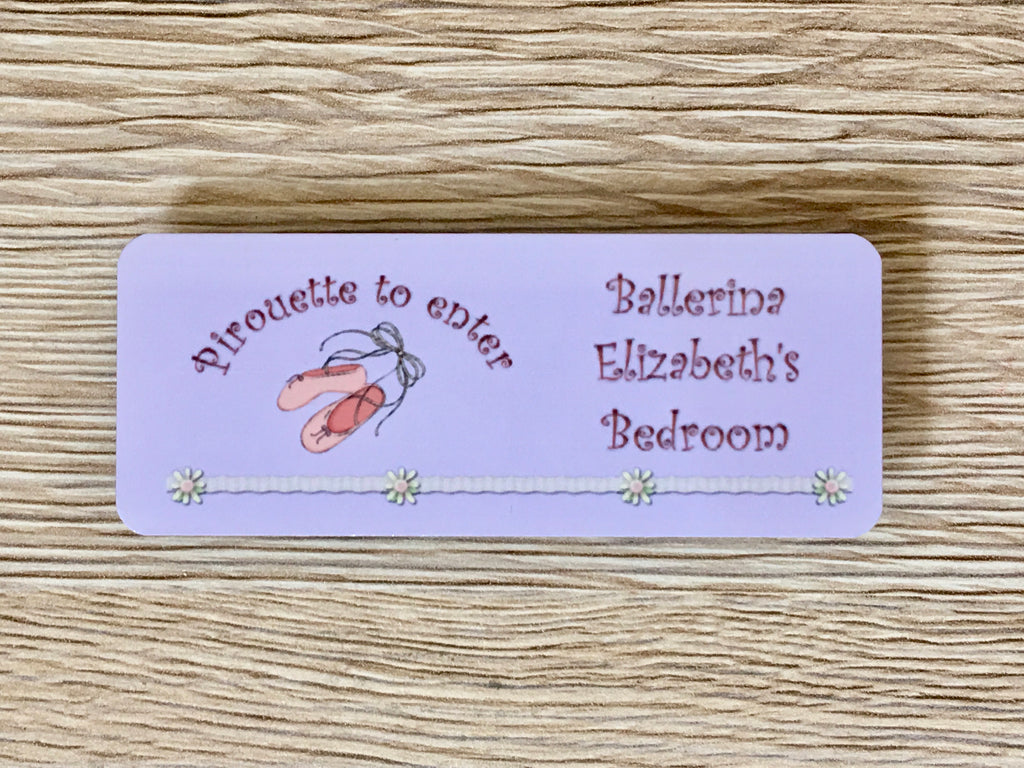 Pirouette to enter
Ballerina
Elizabeth's
Bedroom